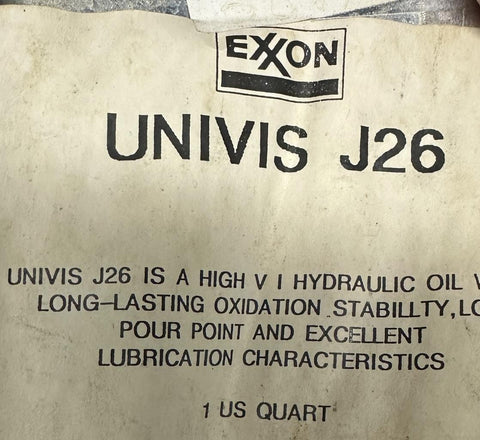 EXXON
UNIVIS J26
UNIVIS J26 IS A HIGH V I HYDRAULIC OIL
LONG-LASTING OXIDATION STABILLTY,
POUR POINT AND EXCELLENT
LUBRICATION CHARACTERISTICS
1 US QUART